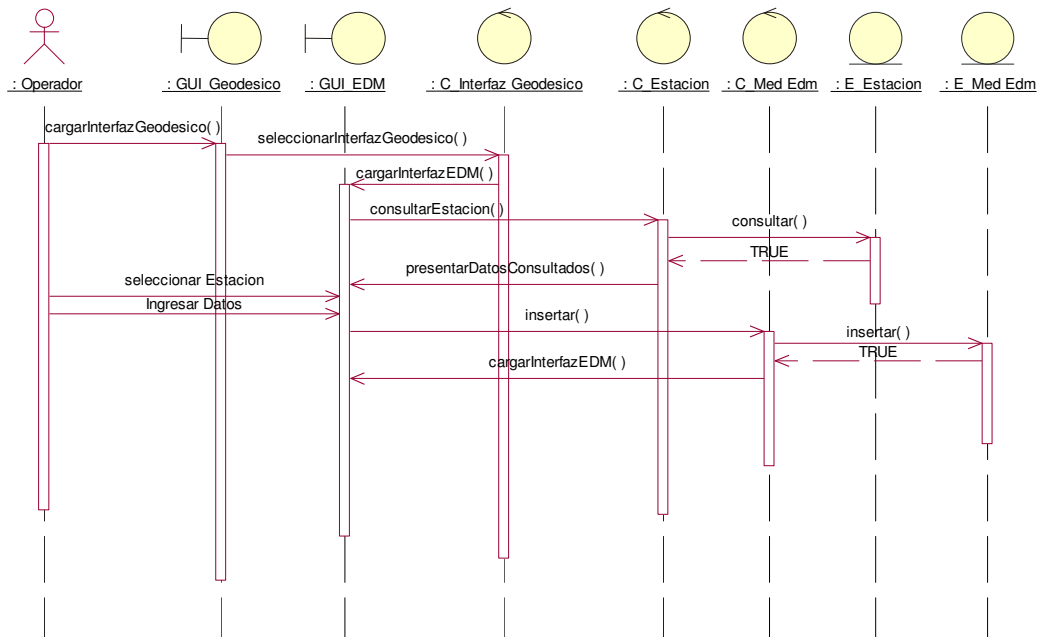 : Operador
: GUI_Geodesico
: GUI_EDM
: C_Interfaz Geodesico
: C_Estacion
: C_Med Edm
: E_Estacion
: E_Med Edm
cargarInterfazGeodesico( )
seleccionarInterfazGeodesico( )
cargarInterfazEDM( )
consultarEstacion( )
consultar( )
TRUE
presentarDatosConsultados( )
seleccionar Estacion
Ingresar Datos
insertar( )
insertar( )
TRUE
cargarInterfazEDM( )